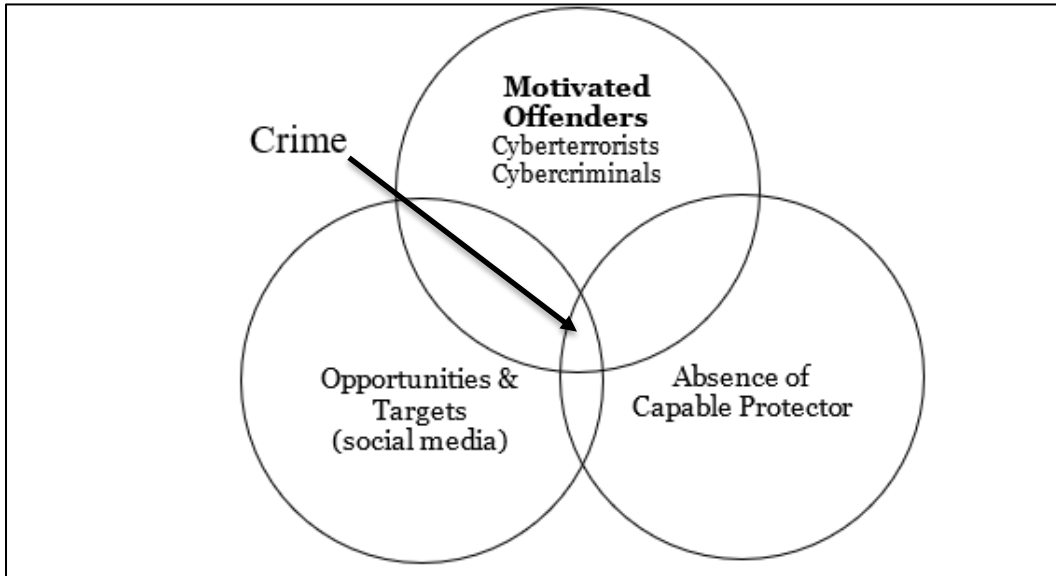 Motivated
Offenders
Cyberterrorists
Cybercriminals
Crime
Opportunities &
Targets
(social media)
Absence of
Capable Protector